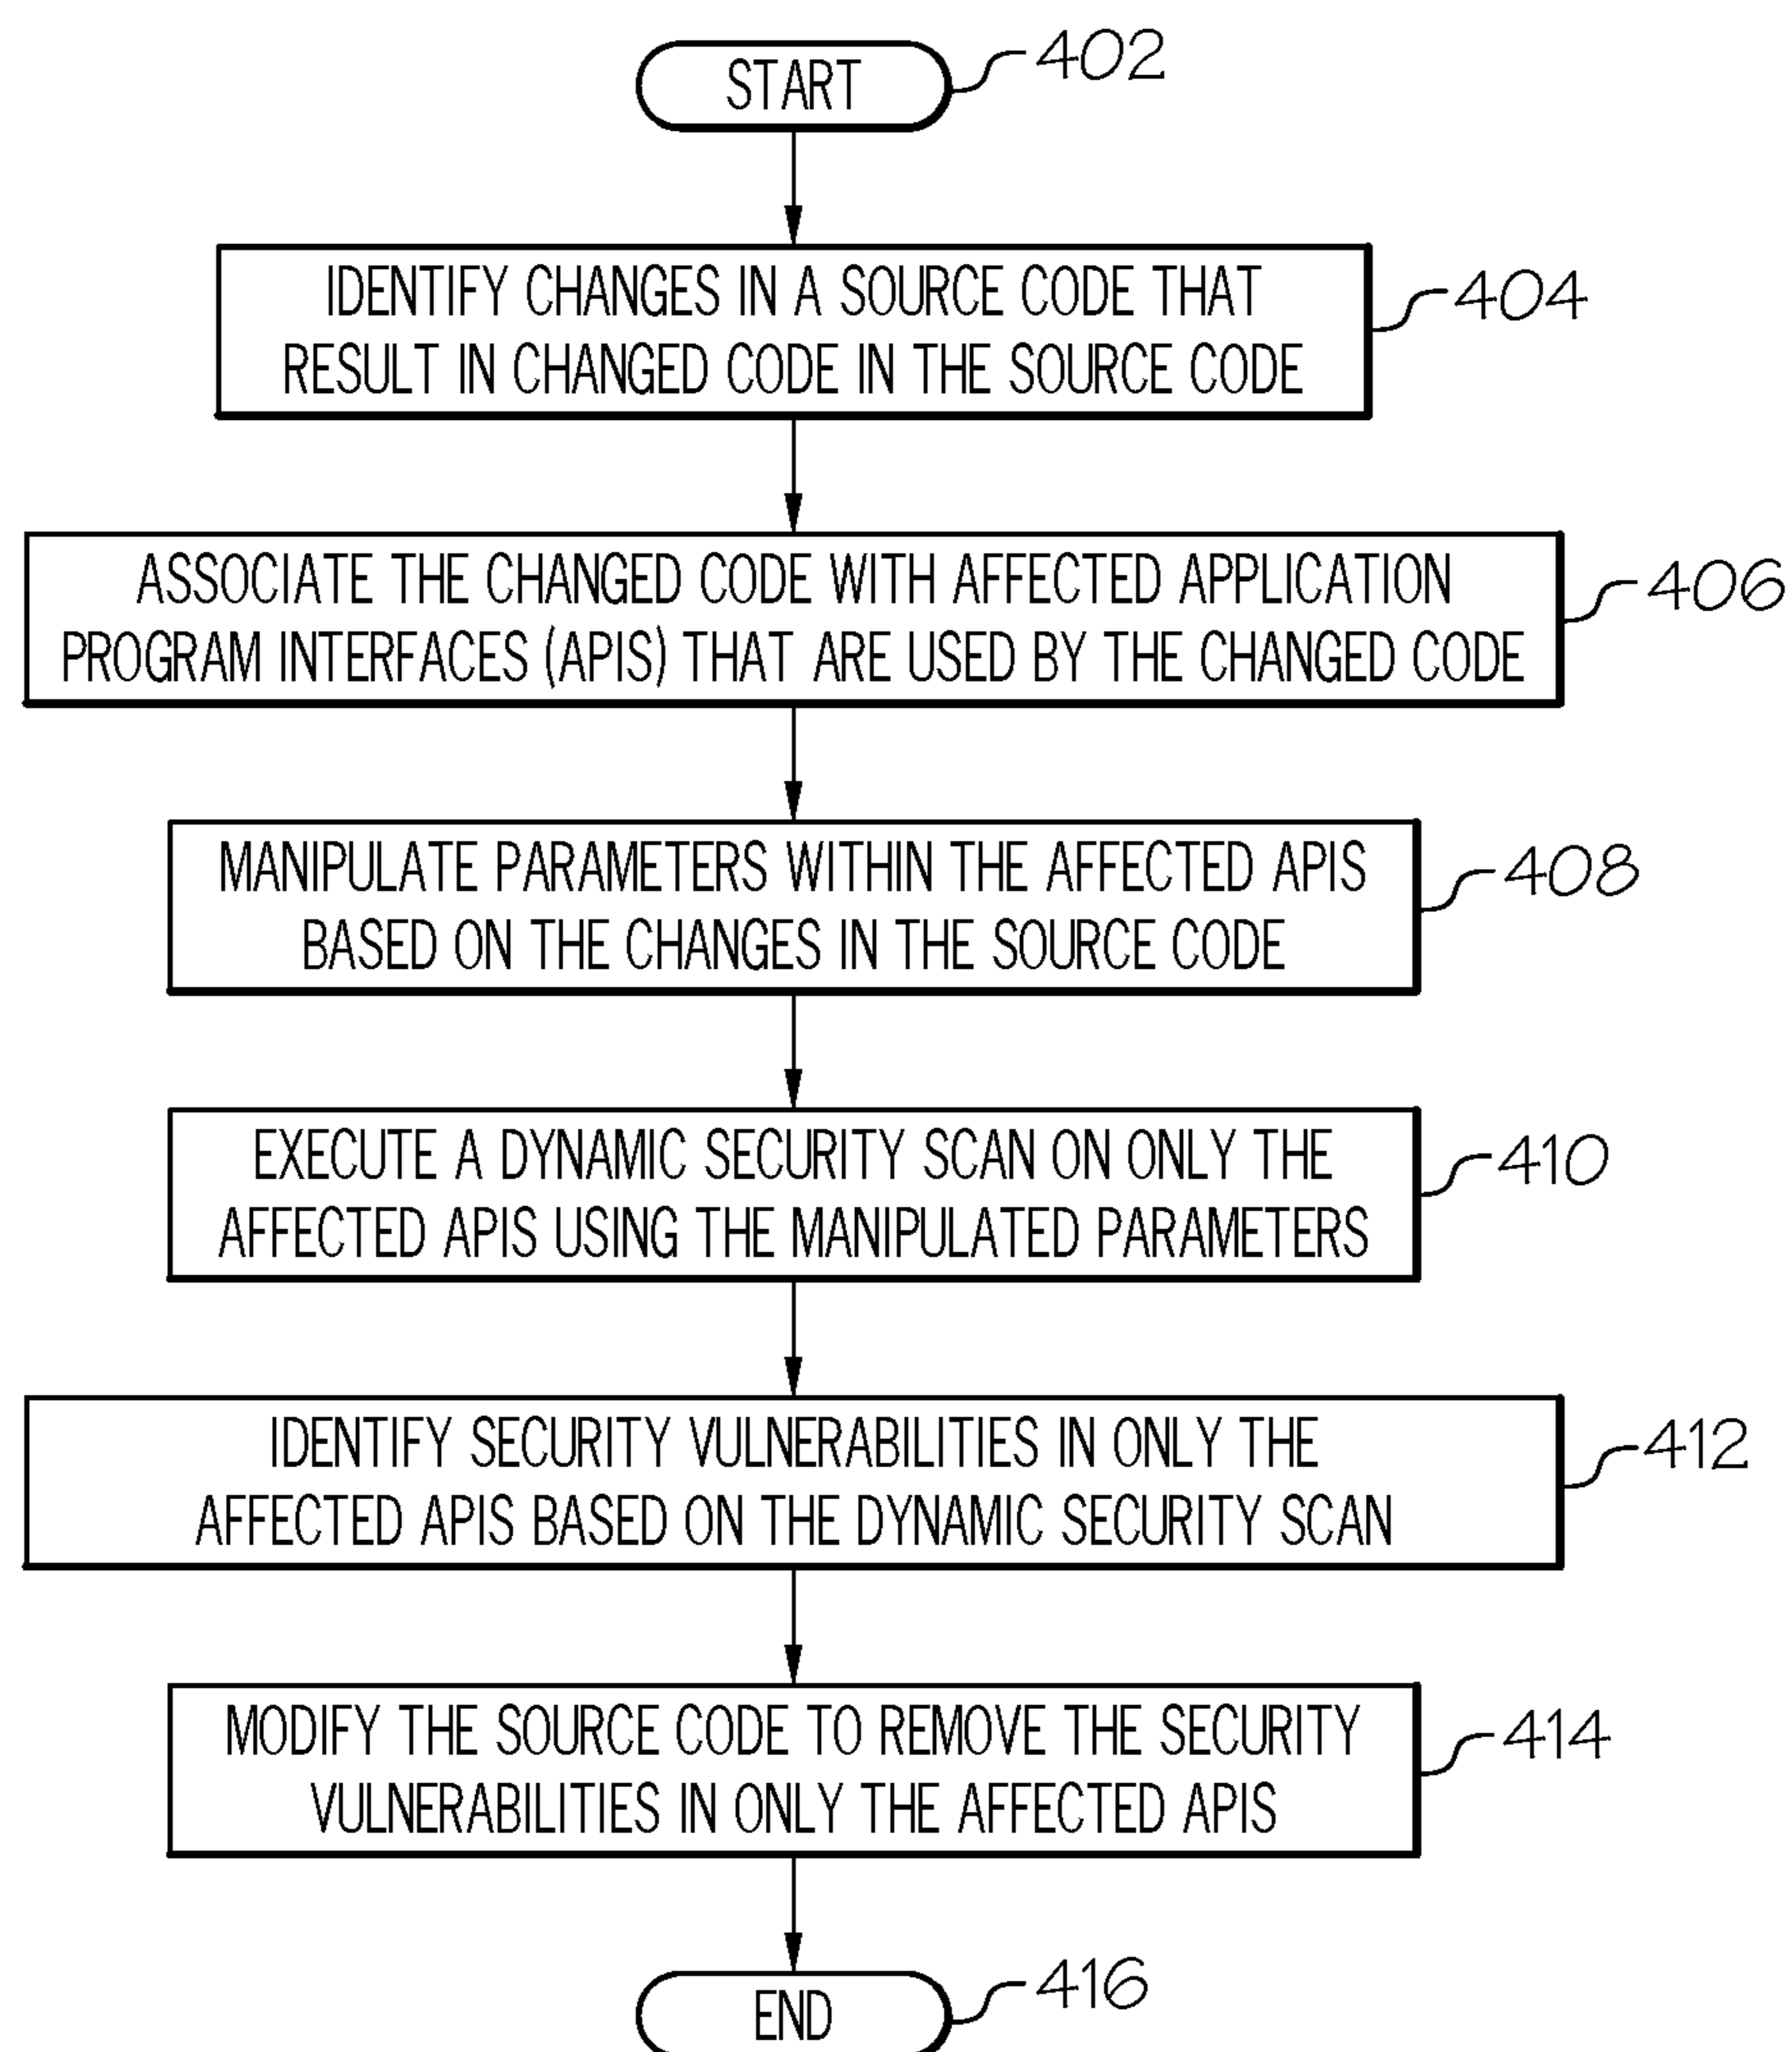 START
402
IDENTIFY CHANGES IN A SOURCE CODE THAT
RESULT IN CHANGED CODE IN THE SOURCE CODE
404
ASSOCIATE THE CHANGED CODE WITH AFFECTED APPLICATION
PROGRAM INTERFACES (APIS) THAT ARE USED BY THE CHANGED CODE
406
MANIPULATE PARAMETERS WITHIN THE AFFECTED APIS
BASED ON THE CHANGES IN THE SOURCE CODE
408
EXECUTE A DYNAMIC SECURITY SCAN ON ONLY THE
AFFECTED APIS USING THE MANIPULATED PARAMETERS
410
IDENTIFY SECURITY VULNERABILITIES IN ONLY THE
AFFECTED APIS BASED ON THE DYNAMIC SECURITY SCAN
412
MODIFY THE SOURCE CODE TO REMOVE THE SECURITY
VULNERABILITIES IN ONLY THE AFFECTED APIS
414
END
416